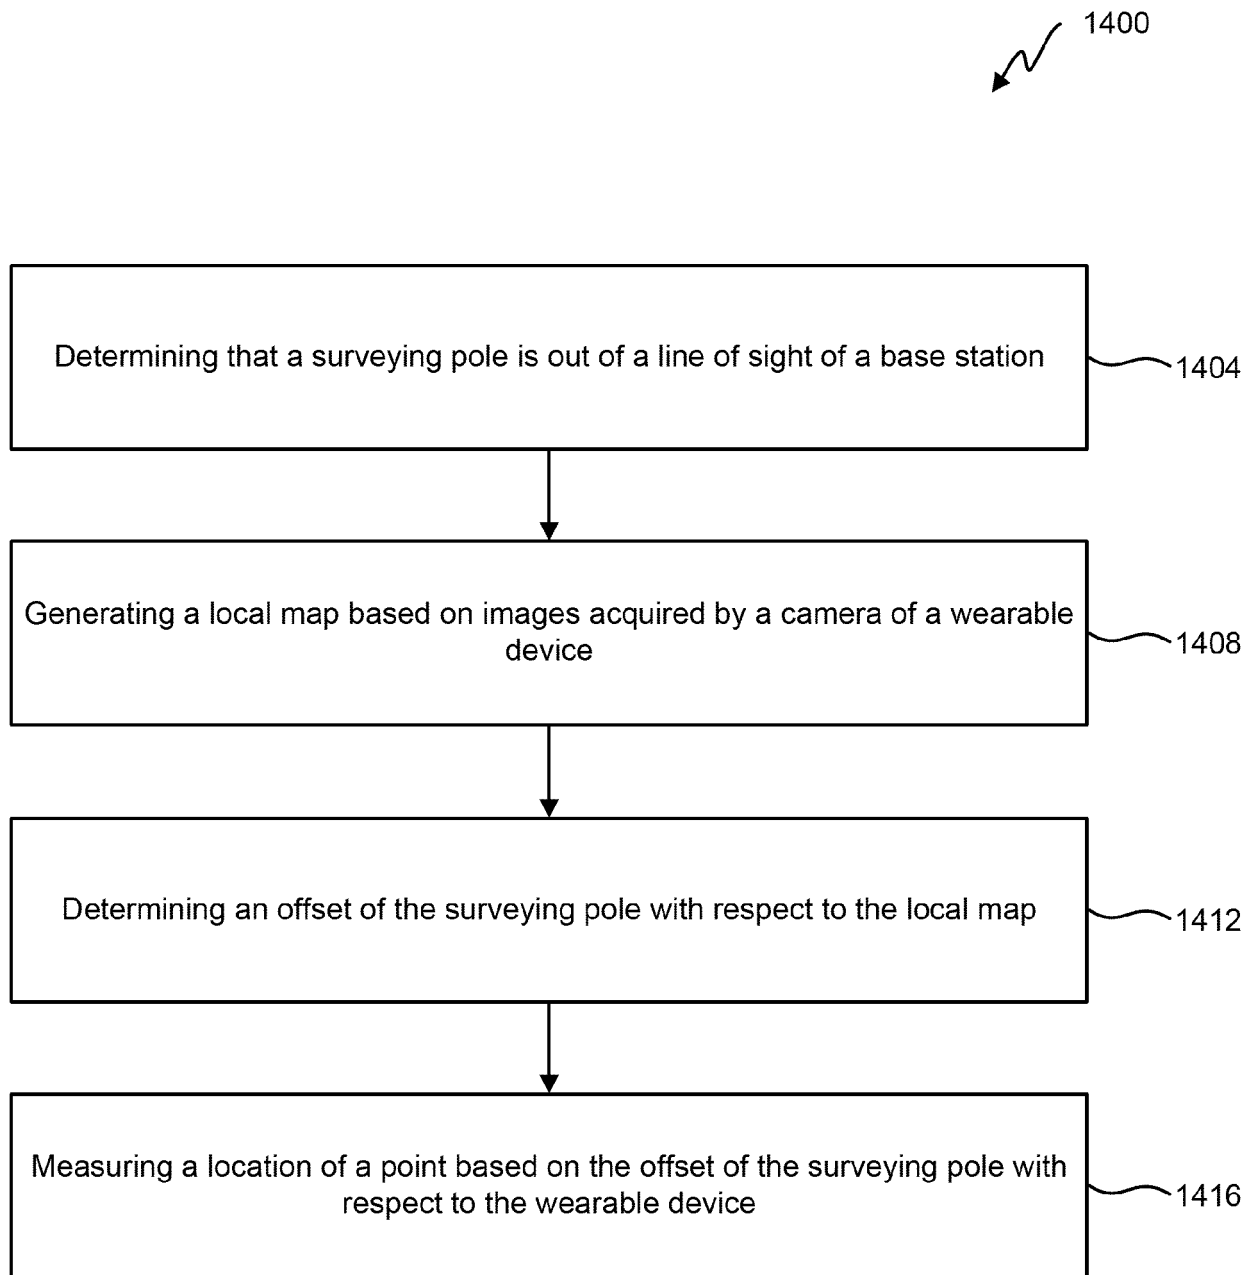 1400
Determining that a surveying pole is out of a line of sight of a base station
1404
Generating a local map based on images acquired by a camera of a wearable
device
1408
Determining an offset of the surveying pole with respect to the local map
1412
Measuring a location of a point based on the offset of the surveying pole with
respect to the wearable device
1416